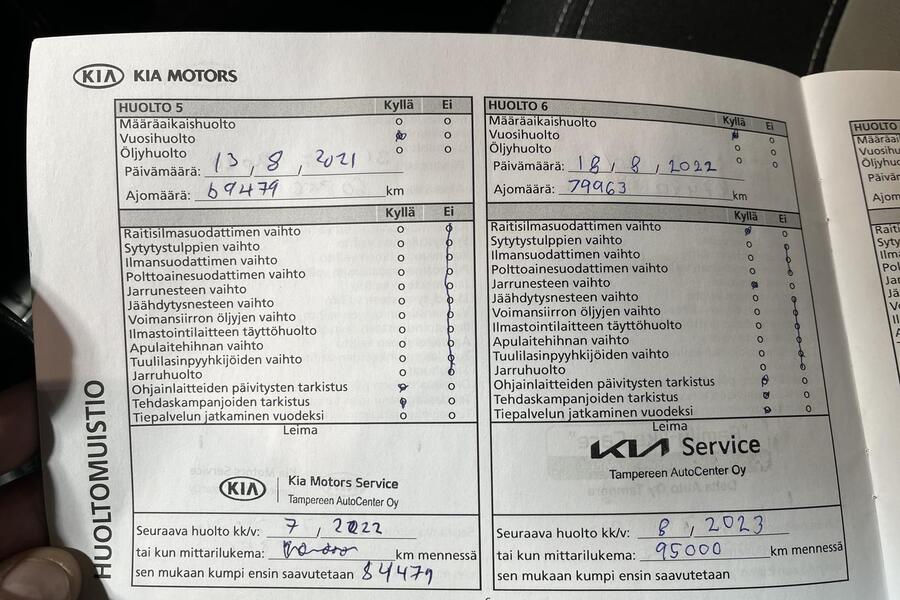 KIA KIA MOTORS
HUOLTOMUISTIO
HUOLTO 5 Kyllä Ei
Määräaikaishuolto
Vuosihuolto
Öljyhuolto
Päivämäärä: 13 , 8 , 2021
Ajomäärä: 69479 km
Kyllä Ei
Raitisilmasuodattimen vaihto
Sytytystulppien vaihto
Ilmansuodattimen vaihto
Polttoainesuodattimen vaihto
Jarrunesteen vaihto
Jäähdytysnesteen vaihto
Voimansiirron öljyjen vaihto
Ilmastointilaitteen täyttöhuolto
Apulaitehihnan vaihto
Tuulilasinpyyhkijöiden vaihto
Jarruhuolto
Ohjainlaitteiden päivitysten tarkistus
Tehdaskampanjoiden tarkistus
Tiepalvelun jatkaminen vuodeksi
Leima
KIA Kia Motors Service
Tampereen AutoCenter Oy
Seuraava huolto kk/v: 7 , 2022
tai kun mittarilukema: km mennessä
sen mukaan kumpi ensin saavutetaan 84479
HUOLTO 6 Kyllä Ei
Määräaikaishuolto
Vuosihuolto
Öljyhuolto
Päivämäärä: 18 , 8 , 2022
Ajomäärä: 79963 km
Kyllä Ei
Raitisilmasuodattimen vaihto
Sytytystulppien vaihto
Ilmansuodattimen vaihto
Polttoainesuodattimen vaihto
Jarrunesteen vaihto
Jäähdytysnesteen vaihto
Voimansiirron öljyjen vaihto
Ilmastointilaitteen täyttöhuolto
Apulaitehihnan vaihto
Tuulilasinpyyhkijöiden vaihto
Jarruhuolto
Ohjainlaitteiden päivitysten tarkistus
Tehdaskampanjoiden tarkistus
Tiepalvelun jatkaminen vuodeksi
Leima
KIA Service
Tampereen AutoCenter Oy
Seuraava huolto kk/v: 8 , 2023
tai kun mittarilukema: 95000 km mennessä
sen mukaan kumpi ensin saavutetaan
HUOLTO